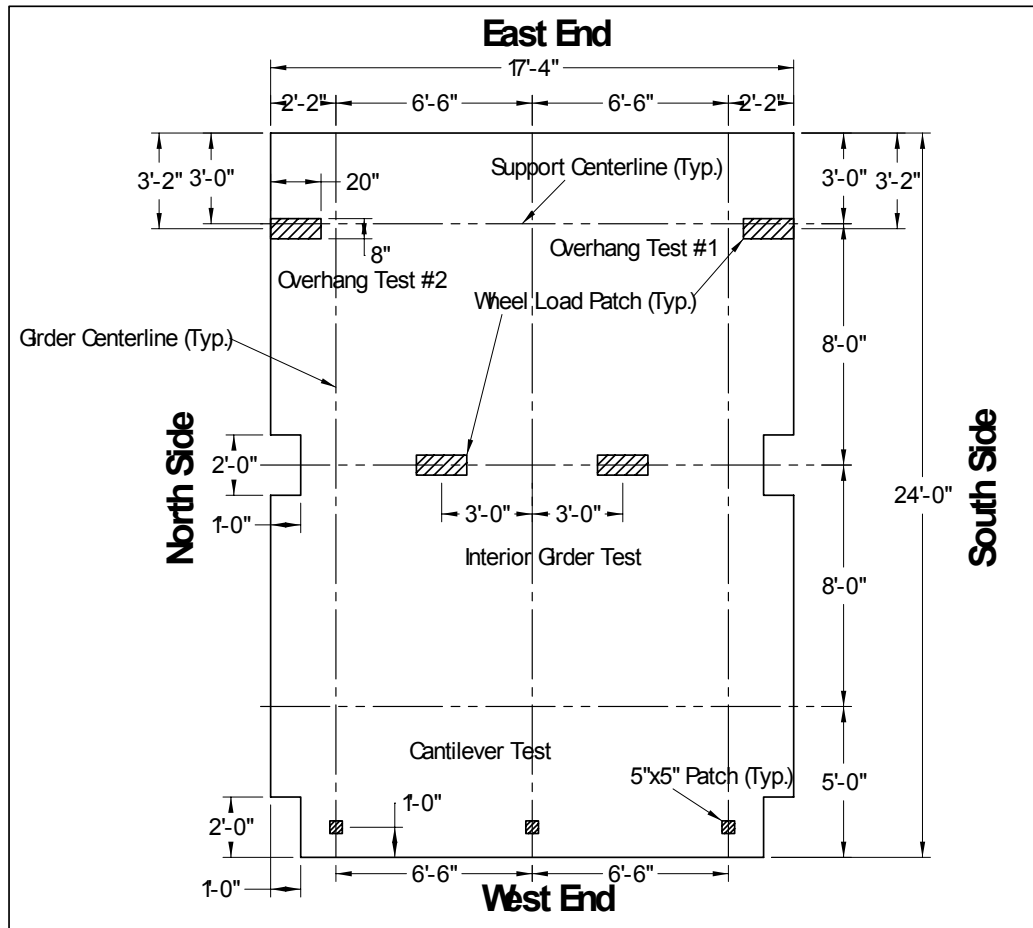 East End
17'-4"
2'-2" 6'-6" 6'-6" 2'-2"
3'-2" 3'-0" 20" Support Centerline (Typ.) 3'-0" 3'-2"
8" Overhang Test #1
Overhang Test #2
Wheel Load Patch (Typ.)
Girder Centerline (Typ.)
8'-0"
North Side
2'-0"
South Side
24'-0"
1'-0"
3'-0" 3'-0"
Interior Girder Test
8'-0"
Cantilever Test
5"x5" Patch (Typ.)
5'-0"
1'-0"
2'-0"
6'-6" 6'-6"
1'-0"
West End